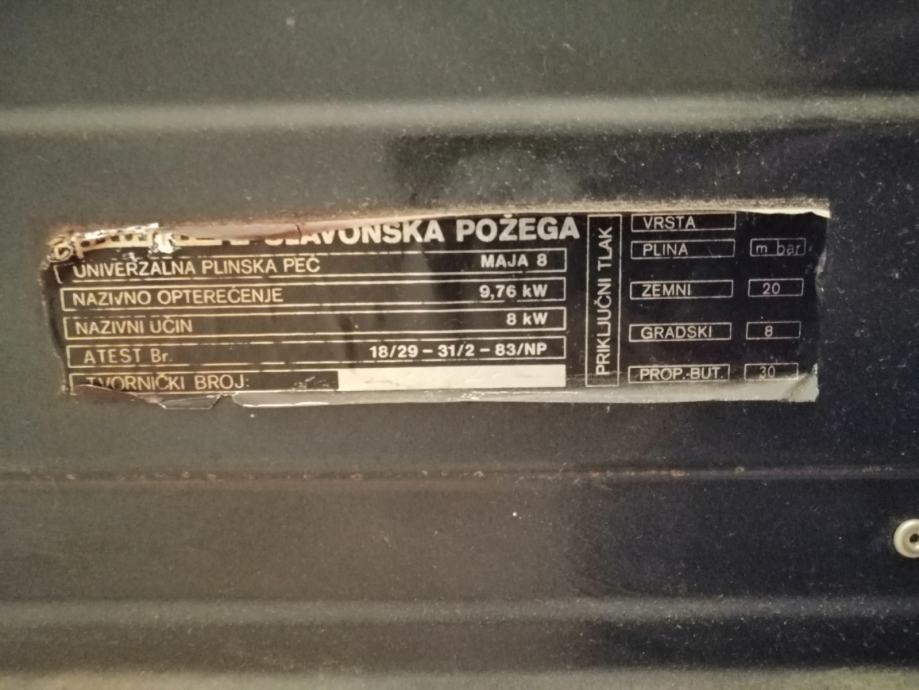 SLAVONSKA POŽEGA
UNIVERZALNA PLINSKA PEĆ MAJA 8
NAZIVNO OPTEREĆENJE 9,76 kW
NAZIVNI UČIN 8 kW
ATEST Br. 18/29 – 31/2 – 83/NP
TVORNIČKI BROJ:
PRIKLJUČNI TLAK
VRSTA
PLINA m bar
ZEMNI 20
GRADSKI 8
PROP.-BUT. 30